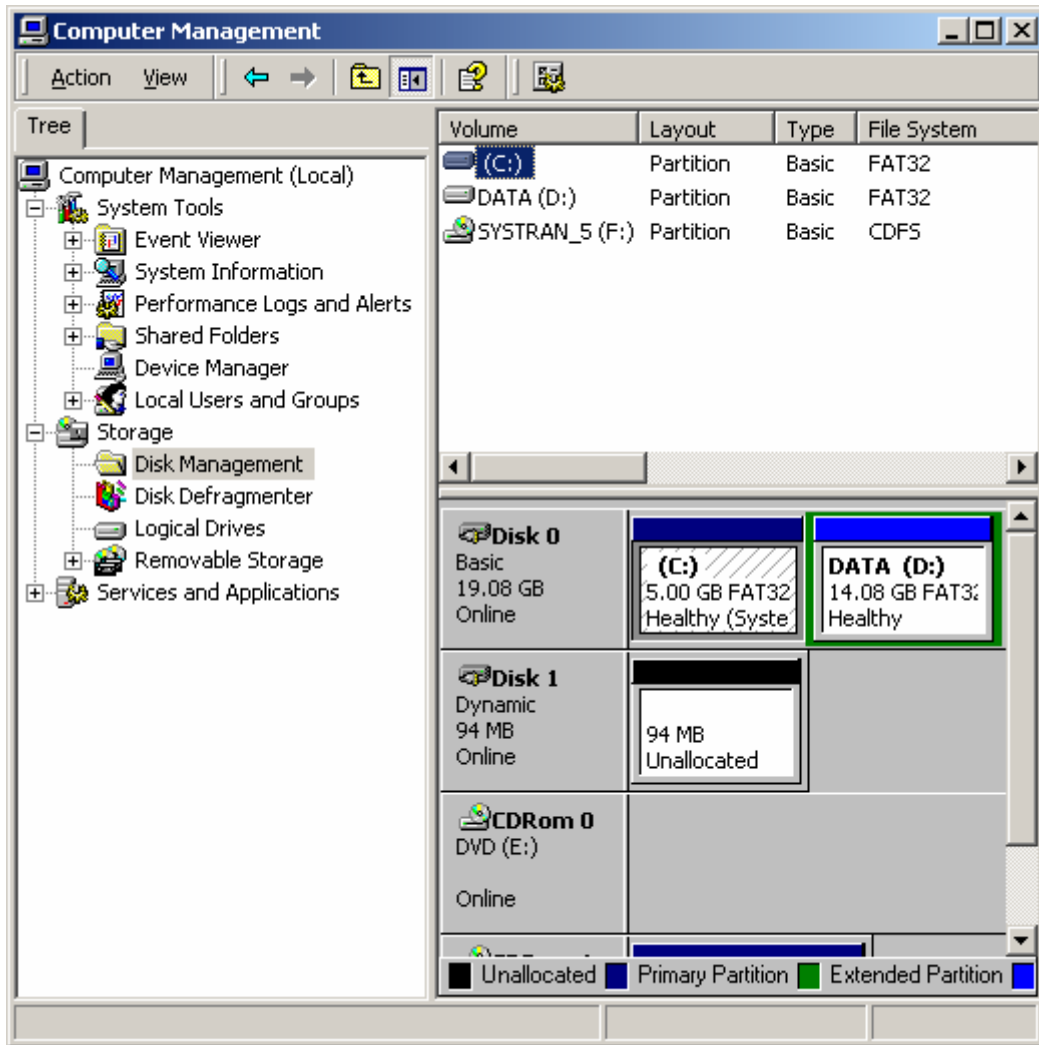 Computer Management
Action View
Tree
Volume Layout Type File System
Computer Management (Local)
System Tools
Event Viewer
System Information
Performance Logs and Alerts
Shared Folders
Device Manager
Local Users and Groups
Storage
Disk Management
Disk Defragmenter
Logical Drives
Removable Storage
Services and Applications
(C:) Partition Basic FAT32
DATA (D:) Partition Basic FAT32
SYSTRAN_5 (F:) Partition Basic CDFS
Disk 0
Basic
19.08 GB
Online
(C:)
5.00 GB FAT32
Healthy (Syste
DATA (D:)
14.08 GB FAT32
Healthy
Disk 1
Dynamic
94 MB
Online
94 MB
Unallocated
CDRom 0
DVD (E:)
Online
Unallocated Primary Partition Extended Partition